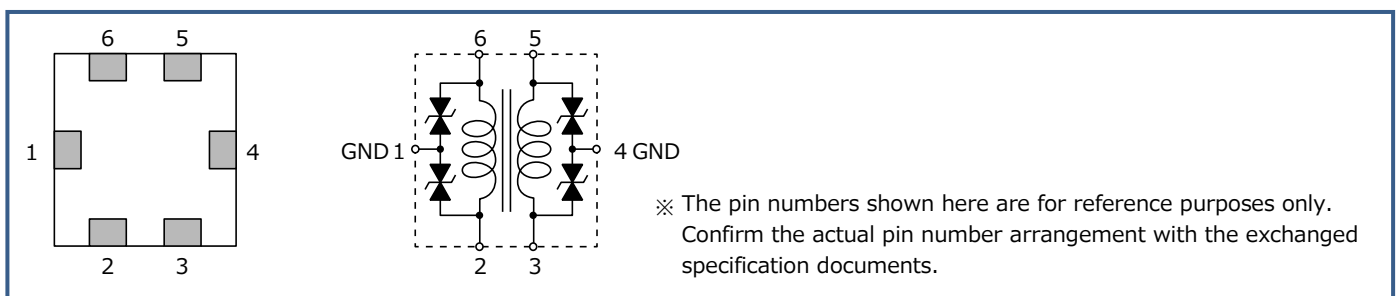 6 5
1 4
2 3
6 5
GND 1 4 GND
2 3
※ The pin numbers shown here are for reference purposes only.
Confirm the actual pin number arrangement with the exchanged
specification documents.